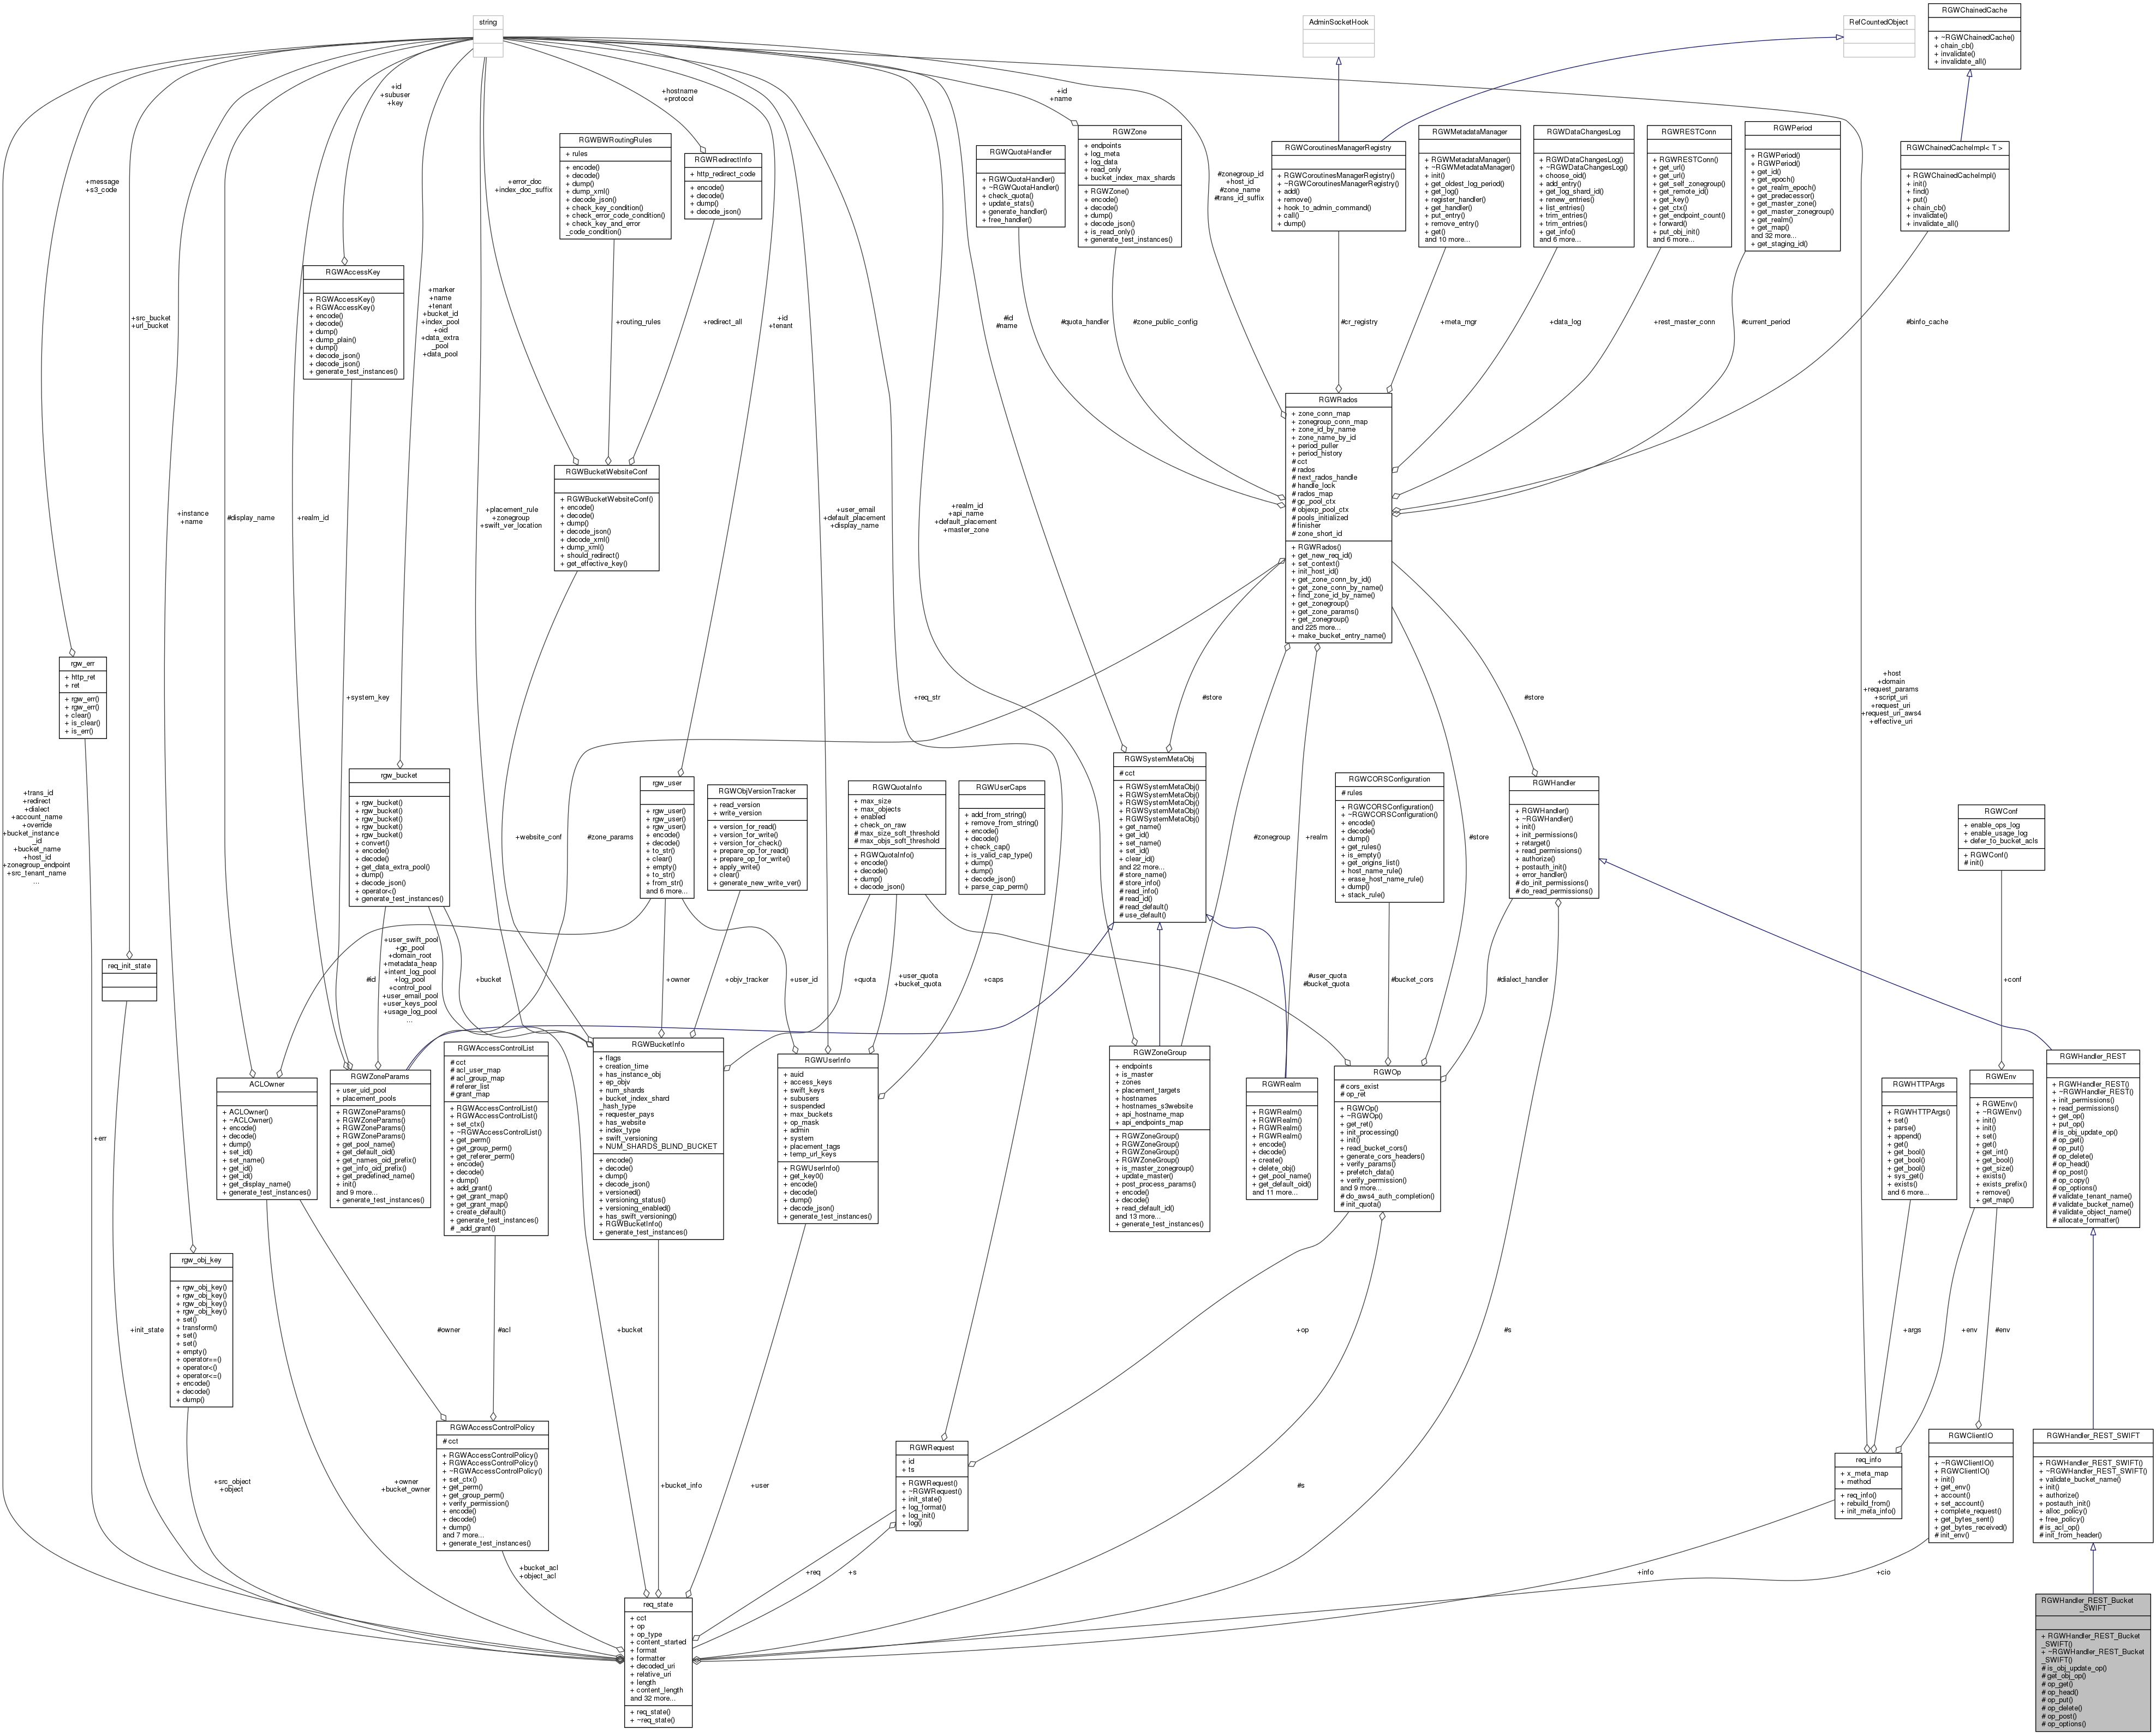 string
AdminSocketHook
RefCountedObject
RGWChainedCache
+ ~RGWChainedCache()
+ chain_cb()
+ invalidate()
+ invalidate_all()
+id
+subuser
+key
+hostname
+protocol
+id
+name
+message
+s3_code
+error_doc
+index_doc_suffix
#zonegroup_id
+host_id
#zone_name
#trans_id_suffix
RGWBWRoutingRules
+ rules
+ encode()
+ decode()
+ dump()
+ dump_xml()
+ decode_json()
+ check_key_condition()
+ check_error_code_condition()
+ check_key_and_error
_code_condition()
RGWRedirectInfo
+ http_redirect_code
+ encode()
+ decode()
+ dump()
+ decode_json()
RGWQuotaHandler
+ RGWQuotaHandler()
+ ~RGWQuotaHandler()
+ check_quota()
+ update_stats()
+ generate_handler()
+ free_handler()
RGWZone
+ endpoints
+ log_meta
+ log_data
+ read_only
+ bucket_index_max_shards
+ RGWZone()
+ encode()
+ decode()
+ dump()
+ decode_json()
+ is_read_only()
+ generate_test_instances()
RGWCoroutinesManagerRegistry
+ RGWCoroutinesManagerRegistry()
+ ~RGWCoroutinesManagerRegistry()
+ add()
+ remove()
+ hook_to_admin_command()
+ call()
+ dump()
RGWMetadataManager
+ RGWMetadataManager()
+ ~RGWMetadataManager()
+ init()
+ get_oldest_log_period()
+ get_log()
+ register_handler()
+ get_handler()
+ put_entry()
+ remove_entry()
+ get()
and 10 more...
RGWDataChangesLog
+ RGWDataChangesLog()
+ ~RGWDataChangesLog()
+ choose_oid()
+ add_entry()
+ get_log_shard_id()
+ renew_entries()
+ list_entries()
+ trim_entries()
+ trim_entries()
+ get_info()
and 6 more...
RGWRESTConn
+ RGWRESTConn()
+ get_url()
+ get_url()
+ get_self_zonegroup()
+ get_remote_id()
+ get_key()
+ get_ctx()
+ get_endpoint_count()
+ forward()
+ put_obj_init()
and 6 more...
RGWPeriod
+ RGWPeriod()
+ RGWPeriod()
+ get_id()
+ get_epoch()
+ get_realm_epoch()
+ get_predecessor()
+ get_master_zone()
+ get_master_zonegroup()
+ get_realm()
+ get_map()
and 32 more...
+ get_staging_id()
RGWChainedCacheImpl< T >
+ RGWChainedCacheImpl()
+ init()
+ find()
+ put()
+ chain_cb()
+ invalidate()
+ invalidate_all()
RGWAccessKey
+ RGWAccessKey()
+ RGWAccessKey()
+ encode()
+ decode()
+ dump()
+ dump_plain()
+ dump()
+ decode_json()
+ decode_json()
+ generate_test_instances()
+marker
+name
+tenant
+bucket_id
+index_pool
+oid
+data_extra
_pool
+data_pool
+src_bucket
+url_bucket
+routing_rules
+redirect_all
+id
+tenant
#id
#name
#quota_handler
#zone_public_config
#cr_registry
+meta_mgr
+data_log
+rest_master_conn
#current_period
#binfo_cache
RGWRados
+ zone_conn_map
+ zonegroup_conn_map
+ zone_id_by_name
+ zone_name_by_id
+ period_puller
+ period_history
# cct
# rados
# next_rados_handle
# handle_lock
# rados_map
# gc_pool_ctx
# objexp_pool_ctx
# pools_initialized
# finisher
# zone_short_id
+ RGWRados()
+ get_new_req_id()
+ set_context()
+ init_host_id()
+ get_zone_conn_by_id()
+ get_zone_conn_by_name()
+ find_zone_id_by_name()
+ get_zonegroup()
+ get_zone_params()
+ get_zonegroup()
and 225 more...
+ make_bucket_entry_name()
RGWBucketWebsiteConf
+ RGWBucketWebsiteConf()
+ encode()
+ decode()
+ dump()
+ decode_json()
+ decode_xml()
+ dump_xml()
+ should_redirect()
+ get_effective_key()
+instance
+name
#display_name
+realm_id
+placement_rule
+zonegroup
+swift_ver_location
+user_email
+default_placement
+display_name
+realm_id
+api_name
+default_placement
+master_zone
rgw_err
+ http_ret
+ ret
+ rgw_err()
+ rgw_err()
+ clear()
+ is_clear()
+ is_err()
+system_key
+req_str
#store
#store
+host
+domain
+request_params
+script_uri
+request_uri
+request_uri_aws4
+effective_uri
rgw_bucket
+ rgw_bucket()
+ rgw_bucket()
+ rgw_bucket()
+ rgw_bucket()
+ rgw_bucket()
+ convert()
+ encode()
+ decode()
+ get_data_extra_pool()
+ dump()
+ decode_json()
+ operator<()
+ generate_test_instances()
rgw_user
+ rgw_user()
+ rgw_user()
+ rgw_user()
+ encode()
+ decode()
+ to_str()
+ clear()
+ empty()
+ to_str()
+ from_str()
and 6 more...
RGWObjVersionTracker
+ read_version
+ write_version
+ version_for_read()
+ version_for_write()
+ version_for_check()
+ prepare_op_for_read()
+ prepare_op_for_write()
+ apply_write()
+ clear()
+ generate_new_write_ver()
RGWQuotaInfo
+ max_size
+ max_objects
+ enabled
+ check_on_raw
# max_size_soft_threshold
# max_objs_soft_threshold
+ RGWQuotaInfo()
+ encode()
+ decode()
+ dump()
+ decode_json()
RGWUserCaps
+ add_from_string()
+ remove_from_string()
+ encode()
+ decode()
+ check_cap()
+ is_valid_cap_type()
+ dump()
+ dump()
+ decode_json()
+ parse_cap_perm()
RGWSystemMetaObj
# cct
+ RGWSystemMetaObj()
+ RGWSystemMetaObj()
+ RGWSystemMetaObj()
+ RGWSystemMetaObj()
+ RGWSystemMetaObj()
+ get_name()
+ get_id()
+ set_name()
+ set_id()
+ clear_id()
and 22 more...
# store_name()
# store_info()
# read_info()
# read_id()
# read_default()
# use_default()
RGWCORSConfiguration
# rules
+ RGWCORSConfiguration()
+ ~RGWCORSConfiguration()
+ encode()
+ decode()
+ dump()
+ get_rules()
+ is_empty()
+ get_origins_list()
+ host_name_rule()
+ erase_host_name_rule()
+ dump()
+ stack_rule()
RGWHandler
+ RGWHandler()
+ ~RGWHandler()
+ init()
+ init_permissions()
+ retarget()
+ read_permissions()
+ authorize()
+ postauth_init()
+ error_handler()
# do_init_permissions()
# do_read_permissions()
RGWConf
+ enable_ops_log
+ enable_usage_log
+ defer_to_bucket_acls
+ RGWConf()
# init()
+trans_id
+redirect
+dialect
+account_name
+override
+bucket_instance
_id
+bucket_name
+host_id
+zonegroup_endpoint
+src_tenant_name
...
+website_conf
#zone_params
#zonegroup
+realm
#store
req_init_state
#id
+user_swift_pool
+gc_pool
+domain_root
+metadata_heap
+intent_log_pool
+log_pool
+control_pool
+user_email_pool
+user_keys_pool
+usage_log_pool
...
+bucket
+owner
+objv_tracker
+user_id
+quota
+user_quota
+bucket_quota
+caps
#user_quota
#bucket_quota
#bucket_cors
#dialect_handler
+conf
ACLOwner
+ ACLOwner()
+ ~ACLOwner()
+ encode()
+ decode()
+ dump()
+ set_id()
+ set_name()
+ get_id()
+ get_id()
+ get_display_name()
+ generate_test_instances()
RGWZoneParams
+ user_uid_pool
+ placement_pools
+ RGWZoneParams()
+ RGWZoneParams()
+ RGWZoneParams()
+ RGWZoneParams()
+ get_pool_name()
+ get_default_oid()
+ get_names_oid_prefix()
+ get_info_oid_prefix()
+ get_predefined_name()
+ init()
and 9 more...
+ generate_test_instances()
RGWAccessControlList
# cct
# acl_user_map
# acl_group_map
# referer_list
# grant_map
+ RGWAccessControlList()
+ RGWAccessControlList()
+ set_ctx()
+ ~RGWAccessControlList()
+ get_perm()
+ get_group_perm()
+ get_referer_perm()
+ encode()
+ decode()
+ dump()
+ add_grant()
+ get_grant_map()
+ get_grant_map()
+ create_default()
+ generate_test_instances()
# _add_grant()
RGWBucketInfo
+ flags
+ creation_time
+ has_instance_obj
+ ep_objv
+ num_shards
+ bucket_index_shard
_hash_type
+ requester_pays
+ has_website
+ index_type
+ swift_versioning
+ NUM_SHARDS_BLIND_BUCKET
+ encode()
+ decode()
+ dump()
+ decode_json()
+ versioned()
+ versioning_status()
+ versioning_enabled()
+ has_swift_versioning()
+ RGWBucketInfo()
+ generate_test_instances()
RGWUserInfo
+ auid
+ access_keys
+ swift_keys
+ subusers
+ suspended
+ max_buckets
+ op_mask
+ admin
+ system
+ placement_tags
+ temp_url_keys
+ RGWUserInfo()
+ get_key0()
+ encode()
+ decode()
+ dump()
+ decode_json()
+ generate_test_instances()
RGWZoneGroup
+ endpoints
+ is_master
+ zones
+ placement_targets
+ hostnames
+ hostnames_s3website
+ api_hostname_map
+ api_endpoints_map
+ RGWZoneGroup()
+ RGWZoneGroup()
+ RGWZoneGroup()
+ RGWZoneGroup()
+ is_master_zonegroup()
+ update_master()
+ post_process_params()
+ encode()
+ decode()
+ read_default_id()
and 13 more...
+ generate_test_instances()
RGWRealm
+ RGWRealm()
+ RGWRealm()
+ RGWRealm()
+ RGWRealm()
+ encode()
+ decode()
+ create()
+ delete_obj()
+ get_pool_name()
+ get_default_oid()
and 11 more...
RGWOp
# cors_exist
# op_ret
+ RGWOp()
+ ~RGWOp()
+ get_ret()
+ init_processing()
+ init()
+ read_bucket_cors()
+ generate_cors_headers()
+ verify_params()
+ prefetch_data()
+ verify_permission()
and 9 more...
# do_aws4_auth_completion()
# init_quota()
RGWHTTPArgs
+ RGWHTTPArgs()
+ set()
+ parse()
+ append()
+ get()
+ get_bool()
+ get_bool()
+ get_bool()
+ sys_get()
+ exists()
and 6 more...
RGWEnv
+ RGWEnv()
+ ~RGWEnv()
+ init()
+ init()
+ set()
+ get()
+ get_int()
+ get_bool()
+ get_size()
+ exists()
+ exists_prefix()
+ remove()
+ get_map()
RGWHandler_REST
+ RGWHandler_REST()
+ ~RGWHandler_REST()
+ init_permissions()
+ read_permissions()
+ get_op()
+ put_op()
# is_obj_update_op()
# op_get()
# op_put()
# op_delete()
# op_head()
# op_post()
# op_copy()
# op_options()
# validate_tenant_name()
# validate_bucket_name()
# validate_object_name()
# allocate_formatter()
+err
rgw_obj_key
+ rgw_obj_key()
+ rgw_obj_key()
+ rgw_obj_key()
+ rgw_obj_key()
+ set()
+ transform()
+ set()
+ set()
+ empty()
+ operator==()
+ operator<()
+ operator<=()
+ encode()
+ decode()
+ dump()
+init_state
#owner
#acl
+bucket
+op
#s
+args
+env
#env
RGWAccessControlPolicy
# cct
+ RGWAccessControlPolicy()
+ RGWAccessControlPolicy()
+ ~RGWAccessControlPolicy()
+ set_ctx()
+ get_perm()
+ get_group_perm()
+ verify_permission()
+ encode()
+ decode()
+ dump()
and 7 more...
+ generate_test_instances()
RGWRequest
+ id
+ ts
+ RGWRequest()
+ ~RGWRequest()
+ init_state()
+ log_format()
+ log_init()
+ log()
req_info
+ x_meta_map
+ method
+ req_info()
+ rebuild_from()
+ init_meta_info()
RGWClientIO
+ ~RGWClientIO()
+ RGWClientIO()
+ init()
+ get_env()
+ account()
+ set_account()
+ complete_request()
+ get_bytes_sent()
+ get_bytes_received()
# init_env()
RGWHandler_REST_SWIFT
+ RGWHandler_REST_SWIFT()
+ ~RGWHandler_REST_SWIFT()
+ validate_bucket_name()
+ init()
+ authorize()
+ postauth_init()
+ alloc_policy()
+ free_policy()
# is_acl_op()
# init_from_header()
+src_object
+object
+owner
+bucket_owner
+bucket_info
+user
#s
+bucket_acl
+object_acl
+req
+s
+info
+cio
req_state
+ cct
+ op
+ op_type
+ content_started
+ format
+ formatter
+ decoded_uri
+ relative_uri
+ length
+ content_length
and 32 more...
+ req_state()
+ ~req_state()
RGWHandler_REST_Bucket
_SWIFT
+ RGWHandler_REST_Bucket
_SWIFT()
+ ~RGWHandler_REST_Bucket
_SWIFT()
# is_obj_update_op()
# get_obj_op()
# op_get()
# op_head()
# op_put()
# op_delete()
# op_post()
# op_options()